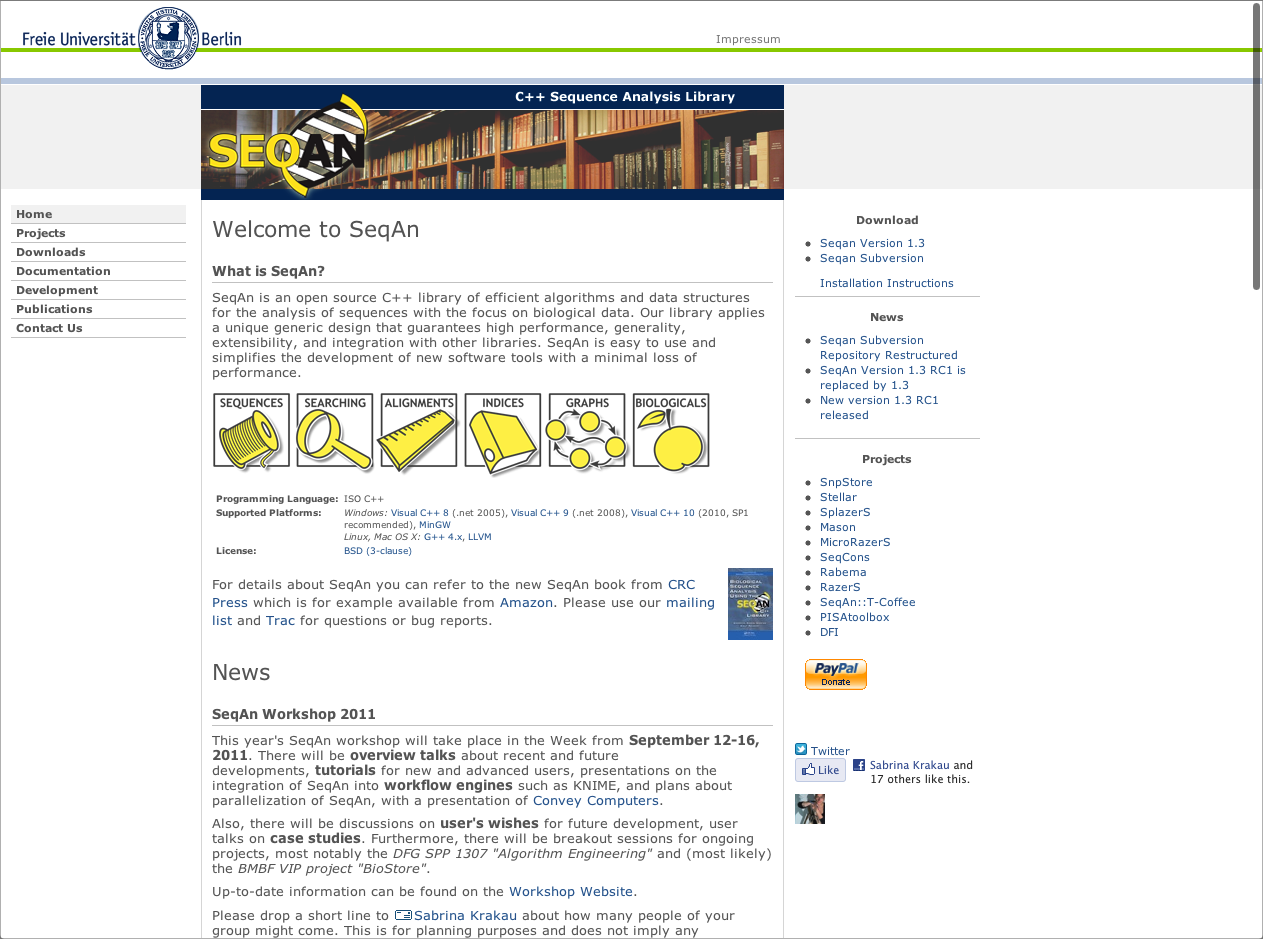 Freie Universität Berlin
Impressum
C++ Sequence Analysis Library
SEQAN
Home
Projects
Downloads
Documentation
Development
Publications
Contact Us
Welcome to SeqAn
What is SeqAn?
SeqAn is an open source C++ library of efficient algorithms and data structures
for the analysis of sequences with the focus on biological data. Our library applies
a unique generic design that guarantees high performance, generality,
extensibility, and integration with other libraries. SeqAn is easy to use and
simplifies the development of new software tools with a minimal loss of
performance.
SEQUENCES SEARCHING ALIGNMENTS INDICES GRAPHS BIOLOGICALS
Programming Language: ISO C++
Supported Platforms: Windows: Visual C++ 8 (.net 2005), Visual C++ 9 (.net 2008), Visual C++ 10 (2010, SP1
recommended), MinGW
Linux, Mac OS X: G++ 4.x, LLVM
License: BSD (3-clause)
For details about SeqAn you can refer to the new SeqAn book from CRC
Press which is for example available from Amazon. Please use our mailing
list and Trac for questions or bug reports.
BIOLOGICAL
SEQUENCE
ANALYSIS
USING THE
SEQAN
LIBRARY
News
SeqAn Workshop 2011
This year's SeqAn workshop will take place in the Week from September 12-16,
2011. There will be overview talks about recent and future
developments, tutorials for new and advanced users, presentations on the
integration of SeqAn into workflow engines such as KNIME, and plans about
parallelization of SeqAn, with a presentation of Convey Computers.
Also, there will be discussions on user's wishes for future development, user
talks on case studies. Furthermore, there will be breakout sessions for ongoing
projects, most notably the DFG SPP 1307 "Algorithm Engineering" and (most likely)
the BMBF VIP project "BioStore".
Up-to-date information can be found on the Workshop Website.
Please drop a short line to Sabrina Krakau about how many people of your
group might come. This is for planning purposes and does not imply any
Download
Seqan Version 1.3
Seqan Subversion
Installation Instructions
News
Seqan Subversion
Repository Restructured
SeqAn Version 1.3 RC1 is
replaced by 1.3
New version 1.3 RC1
released
Projects
SnpStore
Stellar
SplazerS
Mason
MicroRazerS
SeqCons
Rabema
RazerS
SeqAn::T-Coffee
PISAtoolbox
DFI
PayPal
Donate
Twitter
Like
Sabrina Krakau and
17 others like this.